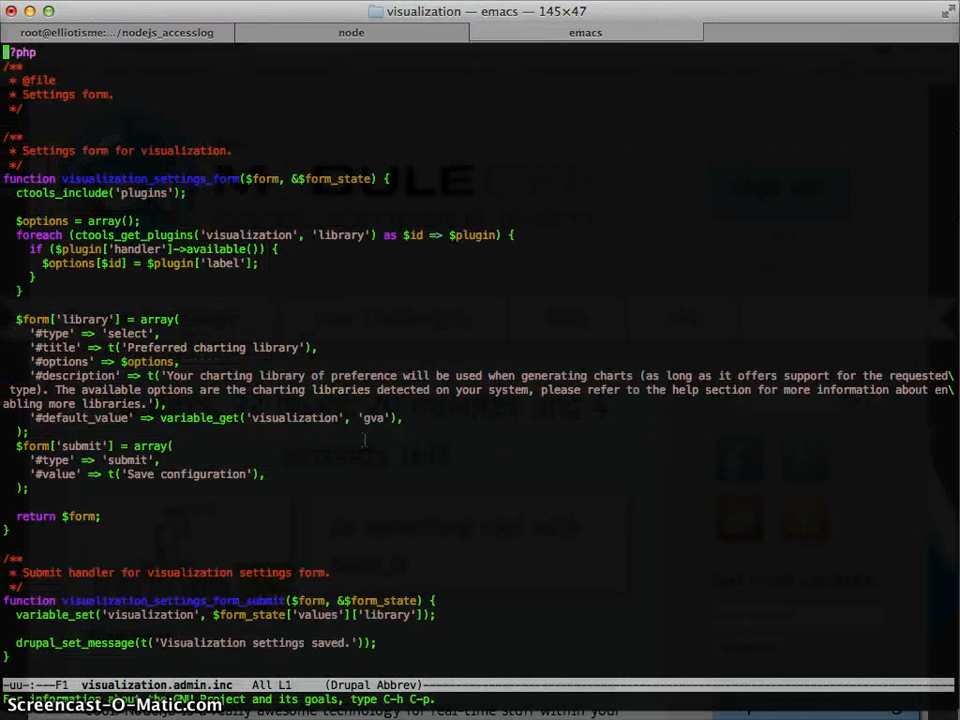 visualization — emacs — 145×47
root@elliotisme:.../nodejs_accesslog node emacs
<?php
/**
 * @file
 * Settings form.
 */
/**
 * Settings form for visualization.
 */
function visualization_settings_form($form, &$form_state) {
  ctools_include('plugins');
  $options = array();
  foreach (ctools_get_plugins('visualization', 'library') as $id => $plugin) {
    if ($plugin['handler']->available()) {
      $options[$id] = $plugin['label'];
    }
  }
  $form['library'] = array(
    '#type' => 'select',
    '#title' => t('Preferred charting library'),
    '#options' => $options,
    '#description' => t('Your charting library of preference will be used when generating charts (as long as it offers support for the requested\
 type). The available options are the charting libraries detected on your system, please refer to the help section for more information about en\
abling more libraries.'),
    '#default_value' => variable_get('visualization', 'gva'),
  );
  $form['submit'] = array(
    '#type' => 'submit',
    '#value' => t('Save configuration'),
  );
  return $form;
}
/**
 * Submit handler for visualization settings form.
 */
function visualization_settings_form_submit($form, &$form_state) {
  variable_set('visualization', $form_state['values']['library']);
  drupal_set_message(t('Visualization settings saved.'));
}
-uu-:---F1 visualization.admin.inc All L1 (Drupal Abbrev)
For information about the GNU Project and its goals, type C-h C-p.
Screencast-O-Matic.com